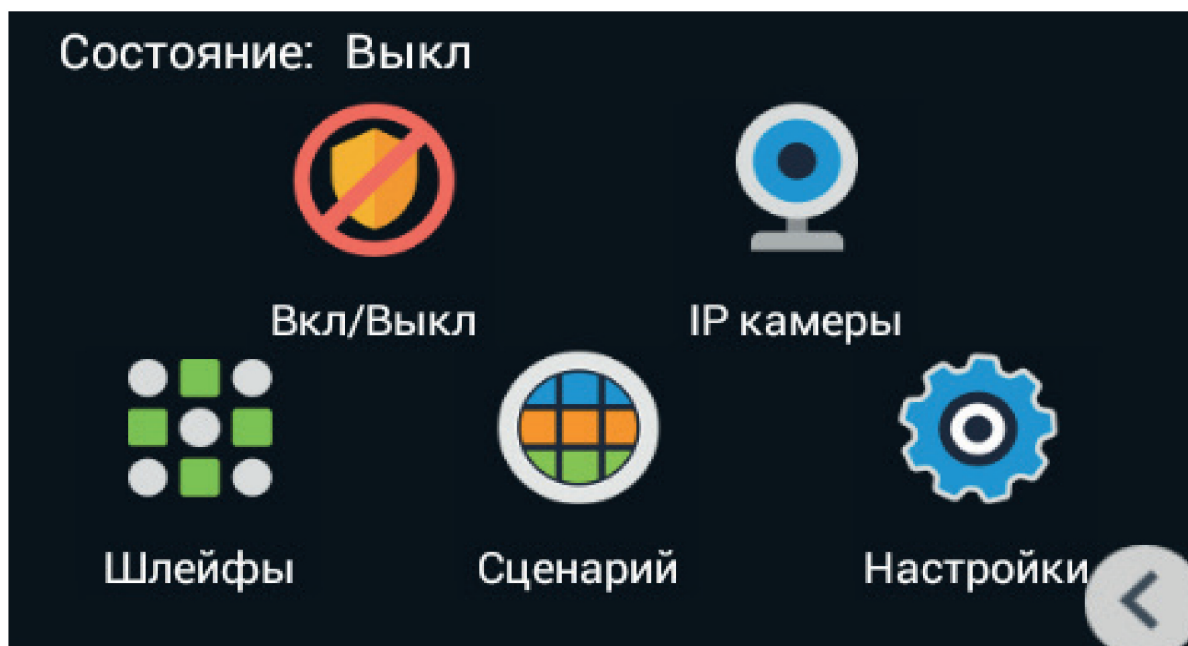 Состояние: Выкл
Вкл/Выкл
IP камеры
Шлейфы
Сценарий
Настройки